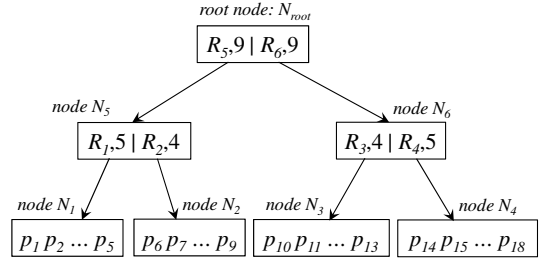 root node: N_root
R_5,9 | R_6,9
node N_5
node N_6
R_1,5 | R_2,4
R_3,4 | R_4,5
node N_1
node N_2
node N_3
node N_4
p_1 p_2 ... p_5
p_6 p_7 ... p_9
p_10 p_11 ... p_13
p_14 p_15 ... p_18